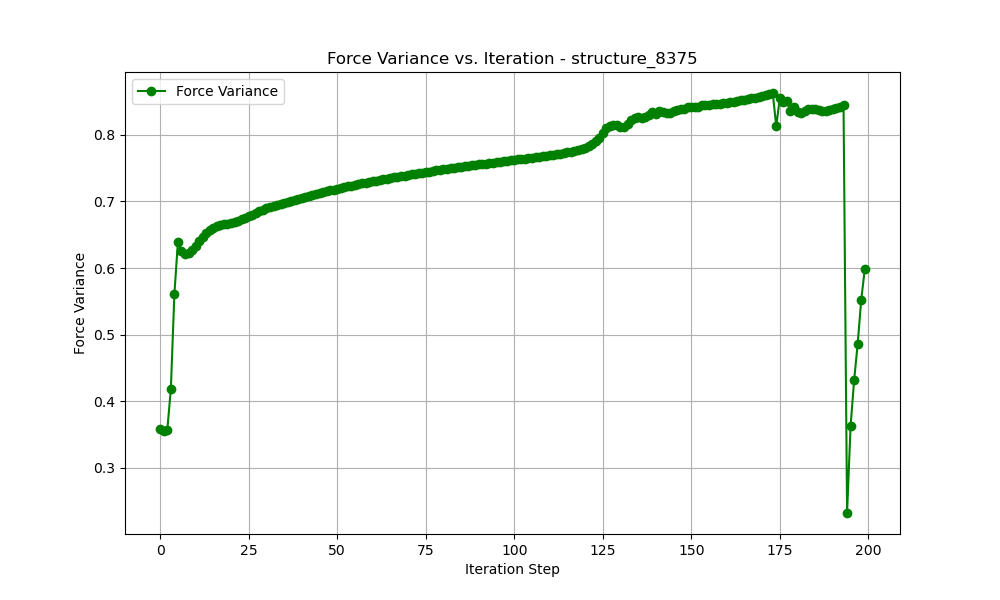 Force Variance vs. Iteration - structure_8375
Force Variance
0.8
0.7
0.6
0.5
0.4
0.3
Force Variance
0 25 50 75 100 125 150 175 200
Iteration Step